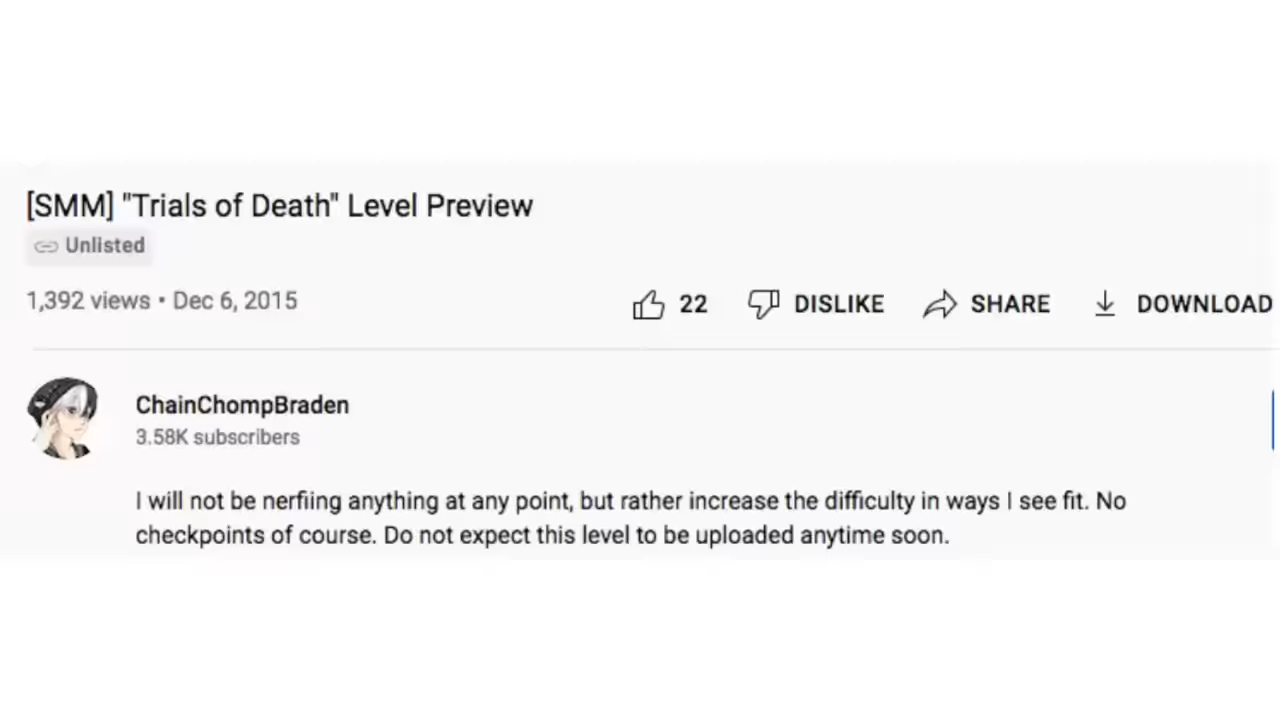 [SMM] "Trials of Death" Level Preview
Unlisted
1,392 views • Dec 6, 2015
22 DISLIKE SHARE DOWNLOAD
ChainChompBraden
3.58K subscribers
I will not be nerfiing anything at any point, but rather increase the difficulty in ways I see fit. No
checkpoints of course. Do not expect this level to be uploaded anytime soon.